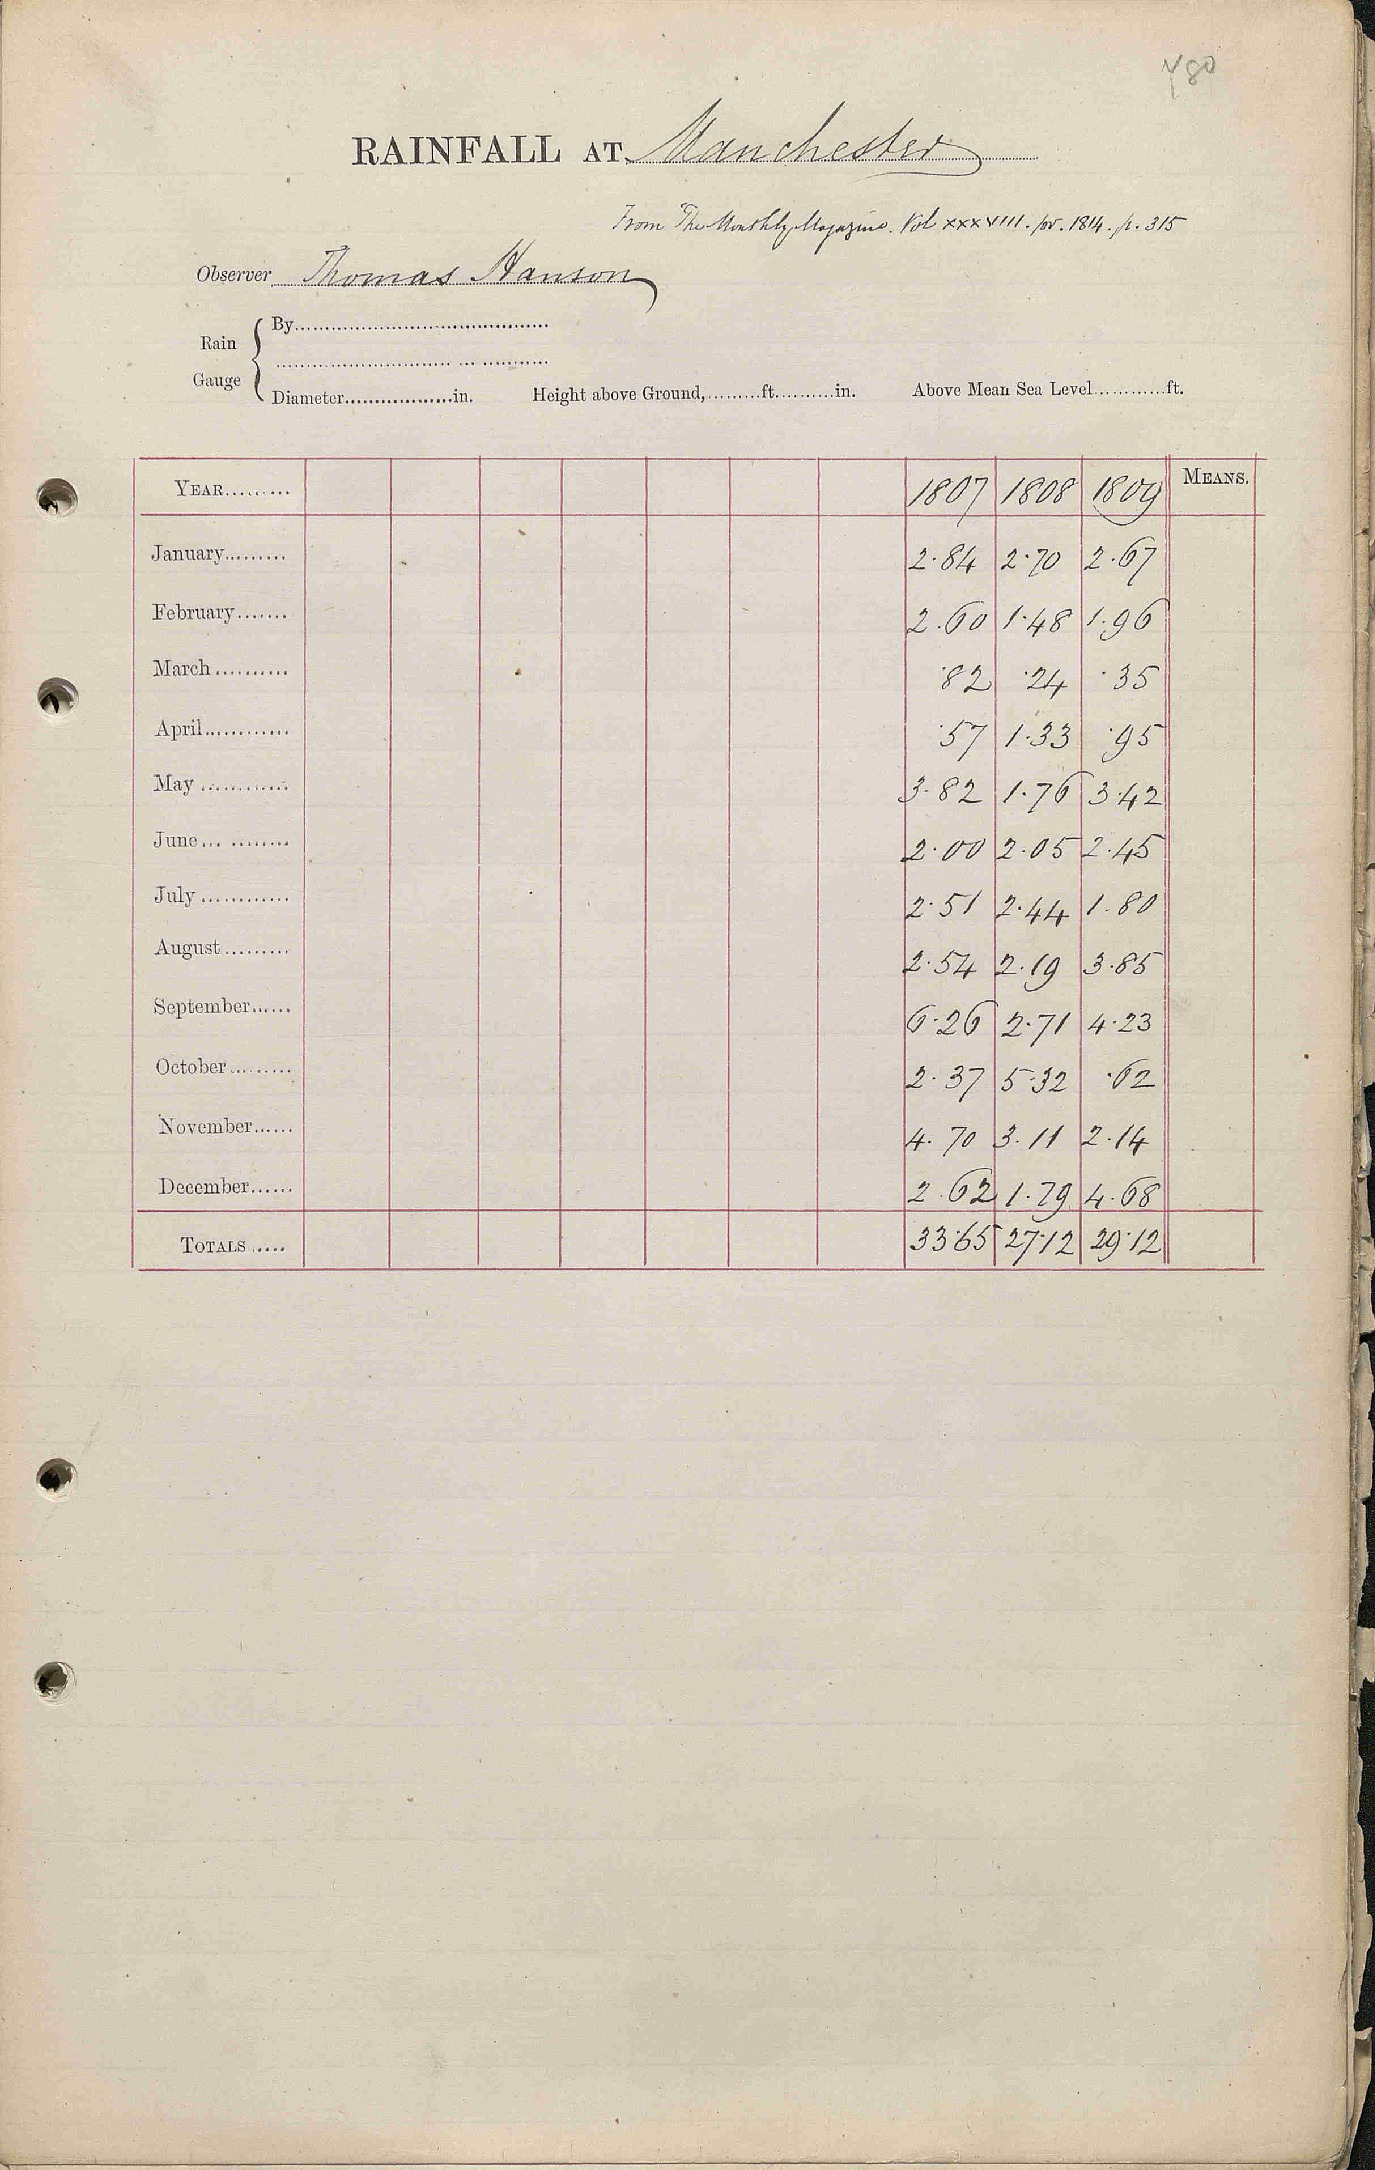 RAINFALL AT Manchester
From The Monthly Magazine. Vol XXXVIII. for. 1814. p. 315
Observer Thomas Hanson
Rain Gauge { By
Diameter in. Height above Ground, ft. in. Above Mean Sea Level ft.
YEAR 1807 1808 1809 MEANS.
January 2.84 2.70 2.67
February 2.60 1.48 1.96
March .82 .24 .35
April .57 1.33 .95
May 3.82 1.76 3.42
June 2.00 2.05 2.45
July 2.51 2.44 1.80
August 2.54 2.19 3.85
September 6.26 2.71 4.23
October 2.37 5.32 .62
November 4.70 3.11 2.14
December 2.62 1.79 4.68
TOTALS 33.65 27.12 29.12